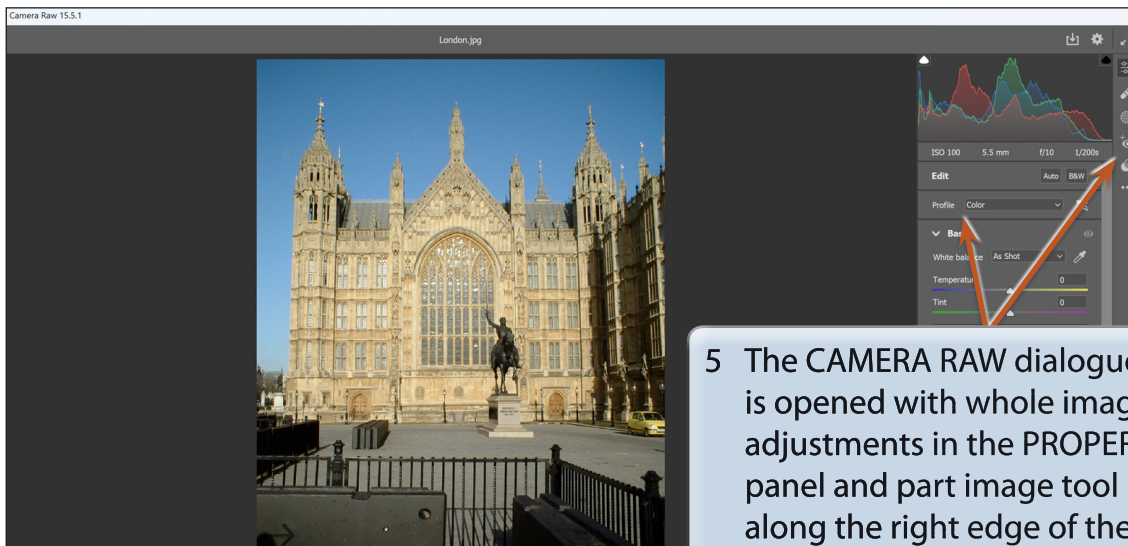 Camera Raw 15.5.1
London.jpg
ISO 100 5.5 mm f/10 1/200s
Edit Auto B&W
Profile Color
White balance As Shot
Temperatu 0
Tint 0
5 The CAMERA RAW dialogue
is opened with whole imag
adjustments in the PROPER
panel and part image tool
along the right edge of the